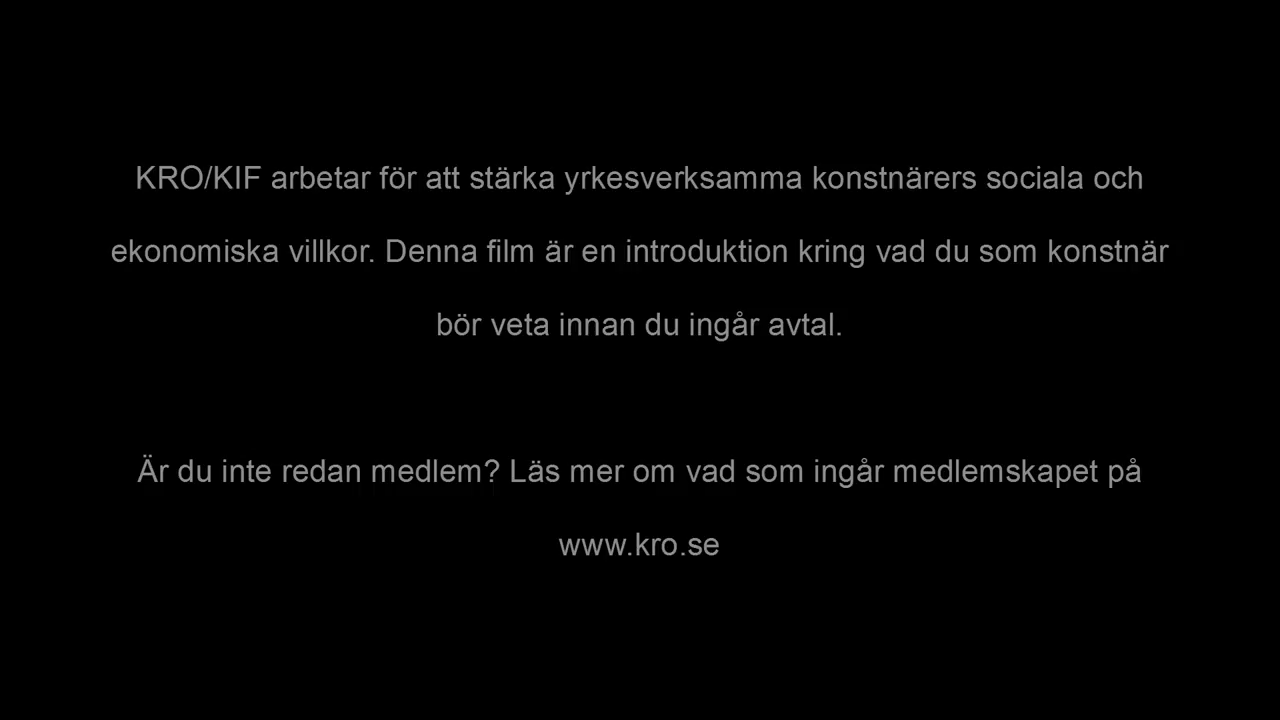 KRO/KIF arbetar för att stärka yrkesverksamma konstnärers sociala och
ekonomiska villkor. Denna film är en introduktion kring vad du som konstnär
bör veta innan du ingår avtal.
Är du inte redan medlem? Läs mer om vad som ingår medlemskapet på
www.kro.se